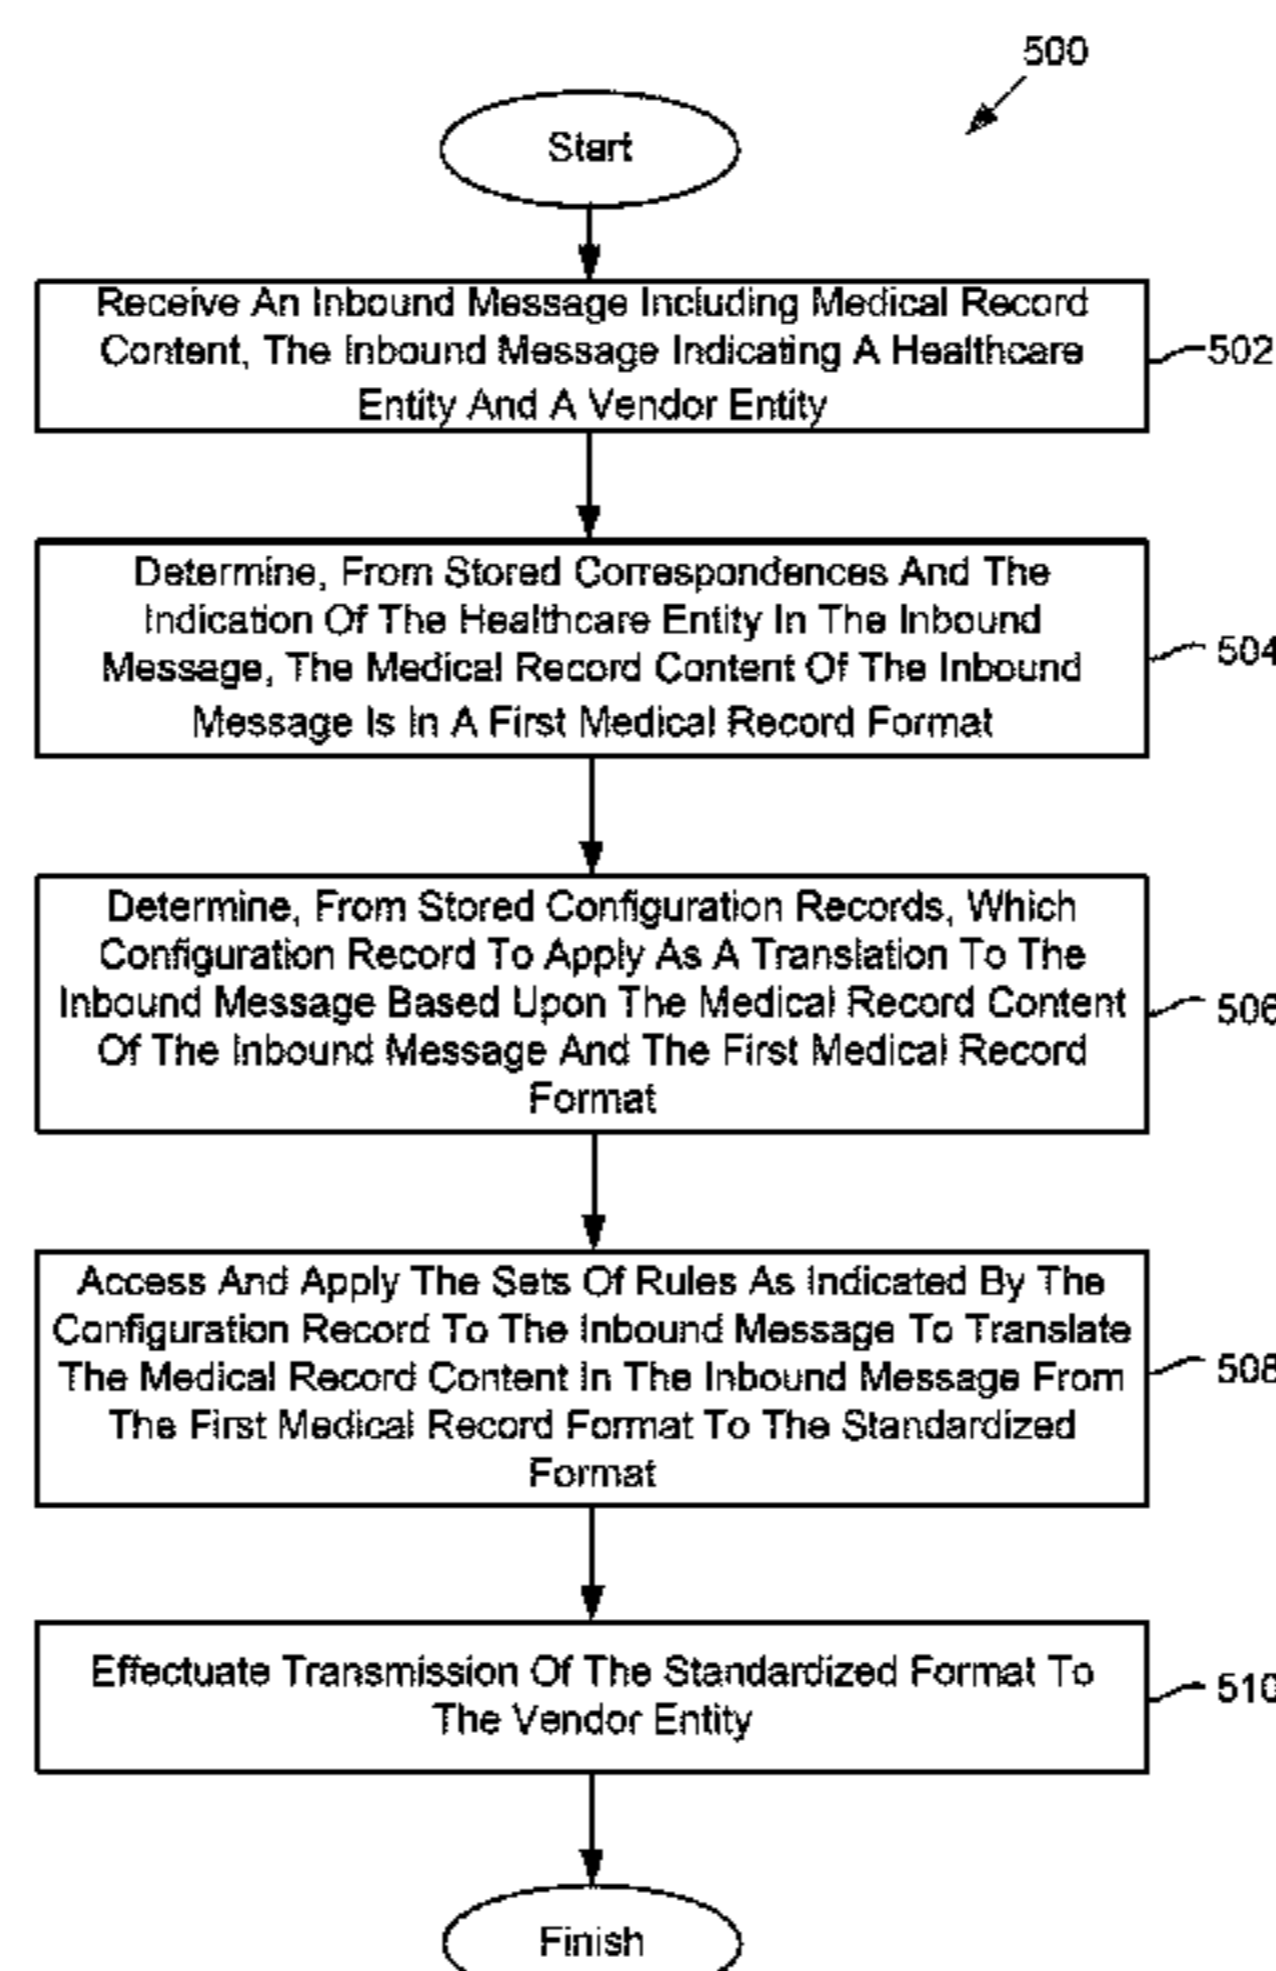 500
Start
Receive An Inbound Message Including Medical Record
Content, The Inbound Message Indicating A Healthcare
Entity And A Vendor Entity
502
Determine, From Stored Correspondences And The
Indication Of The Healthcare Entity In The Inbound
Message, The Medical Record Content Of The Inbound
Message Is In A First Medical Record Format
504
Determine, From Stored Configuration Records, Which
Configuration Record To Apply As A Translation To The
Inbound Message Based Upon The Medical Record Content
Of The Inbound Message And The First Medical Record
Format
506
Access And Apply The Sets Of Rules As Indicated By The
Configuration Record To The Inbound Message To Translate
The Medical Record Content In The Inbound Message From
The First Medical Record Format To The Standardized
Format
508
Effectuate Transmission Of The Standardized Format To
The Vendor Entity
510
Finish